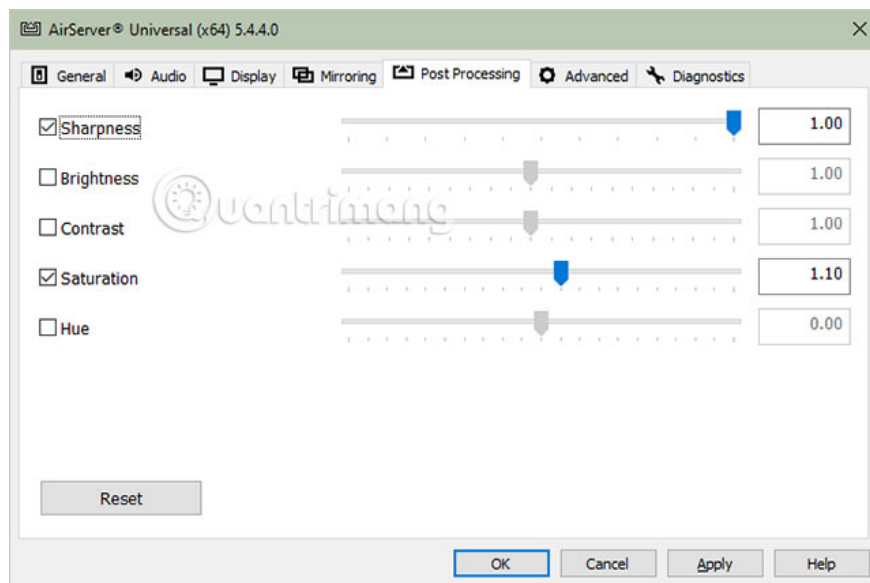 AirServer® Universal (x64) 5.4.4.0
General Audio Display Mirroring Post Processing Advanced Diagnostics
Sharpness 1.00
Brightness 1.00
Quantrimang
Contrast 1.00
Saturation 1.10
Hue 0.00
Reset
OK Cancel Apply Help